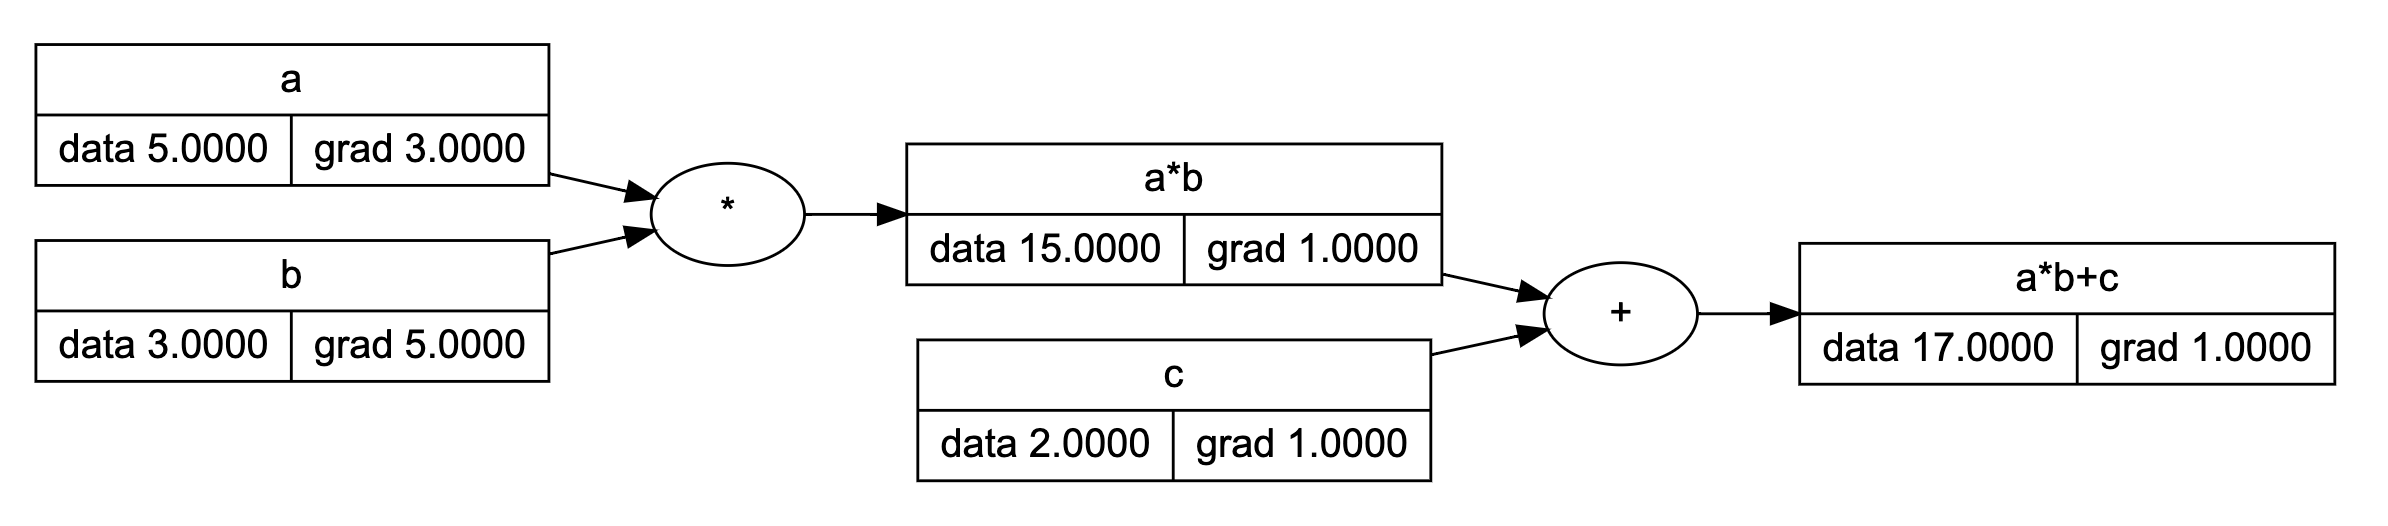 a
data 5.0000 grad 3.0000
b
data 3.0000 grad 5.0000
*
a*b
data 15.0000 grad 1.0000
c
data 2.0000 grad 1.0000
+
a*b+c
data 17.0000 grad 1.0000